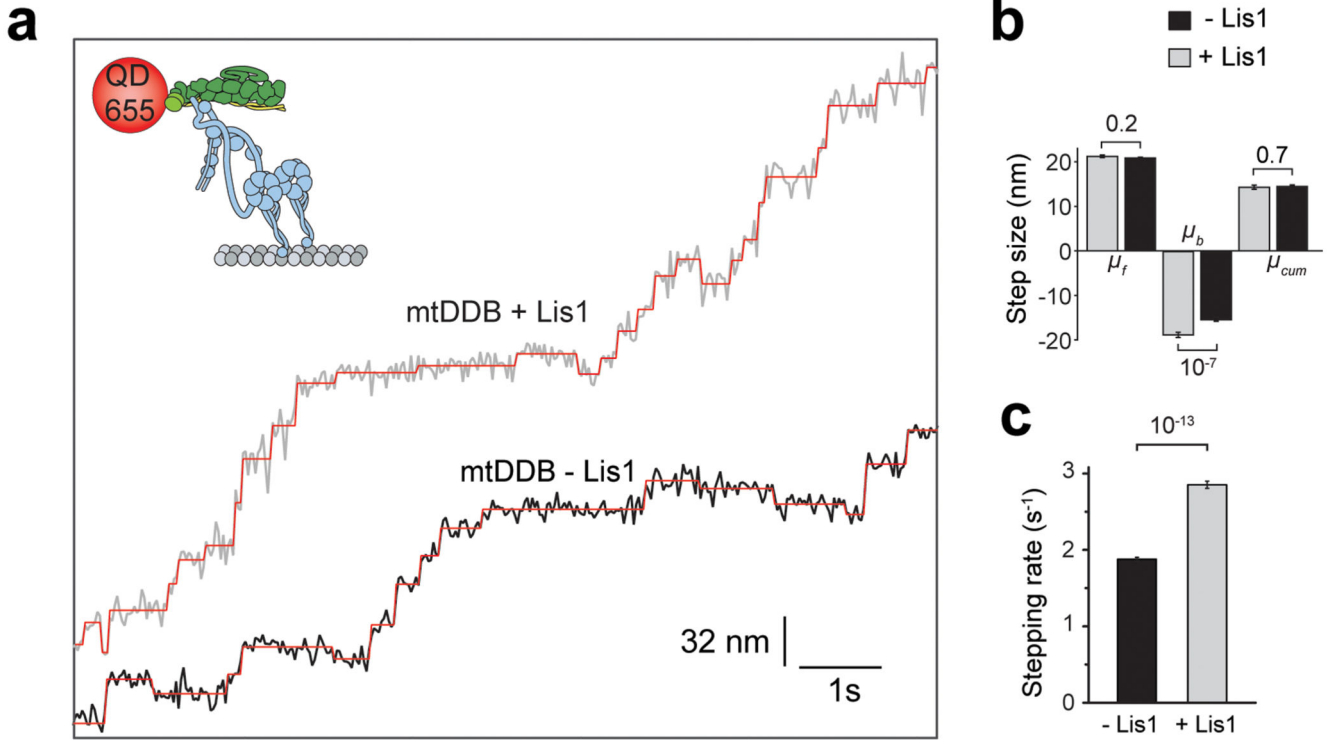 a
QD
655
mtDDB + Lis1
mtDDB - Lis1
32 nm
1s
b
- Lis1
+ Lis1
Step size (nm)
20
10
0
-10
-20
0.2
0.7
10-7
μf
μb
μcum
c
10-13
Stepping rate (s-1)
3
2
1
0
- Lis1 + Lis1